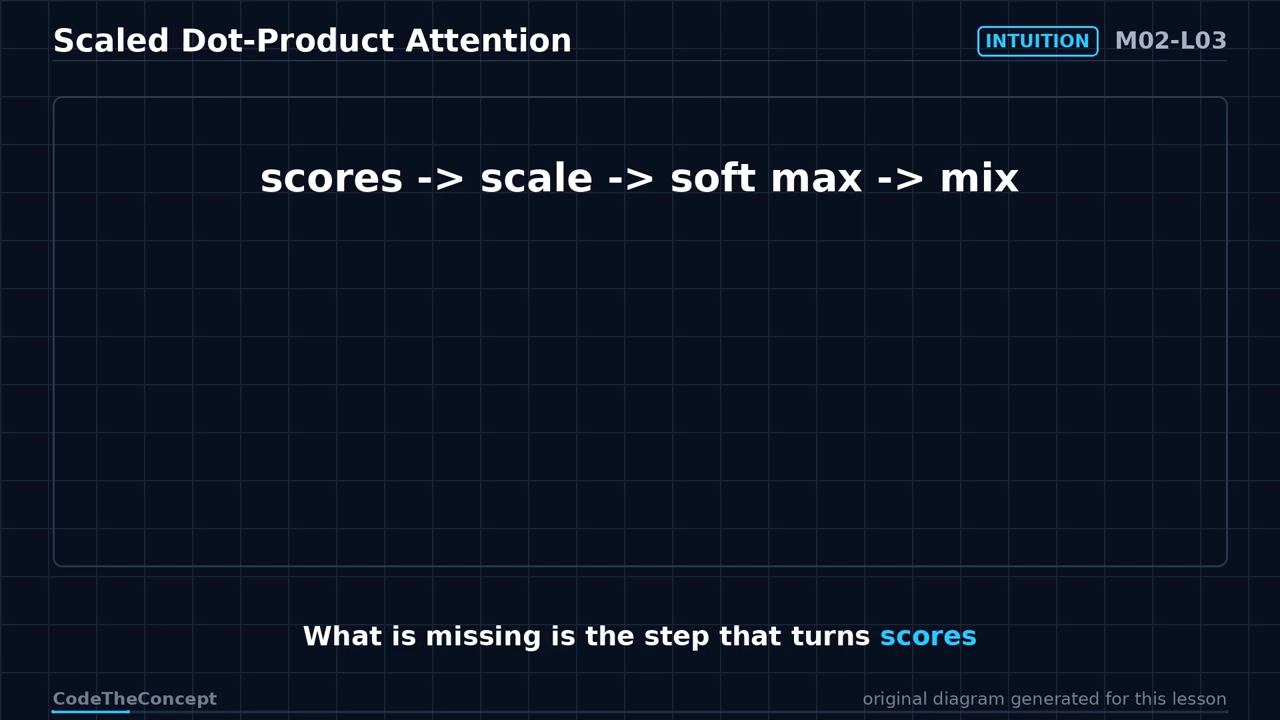 Scaled Dot-Product Attention
INTUITION M02-L03
scores -> scale -> soft max -> mix
What is missing is the step that turns scores
CodeTheConcept
original diagram generated for this lesson